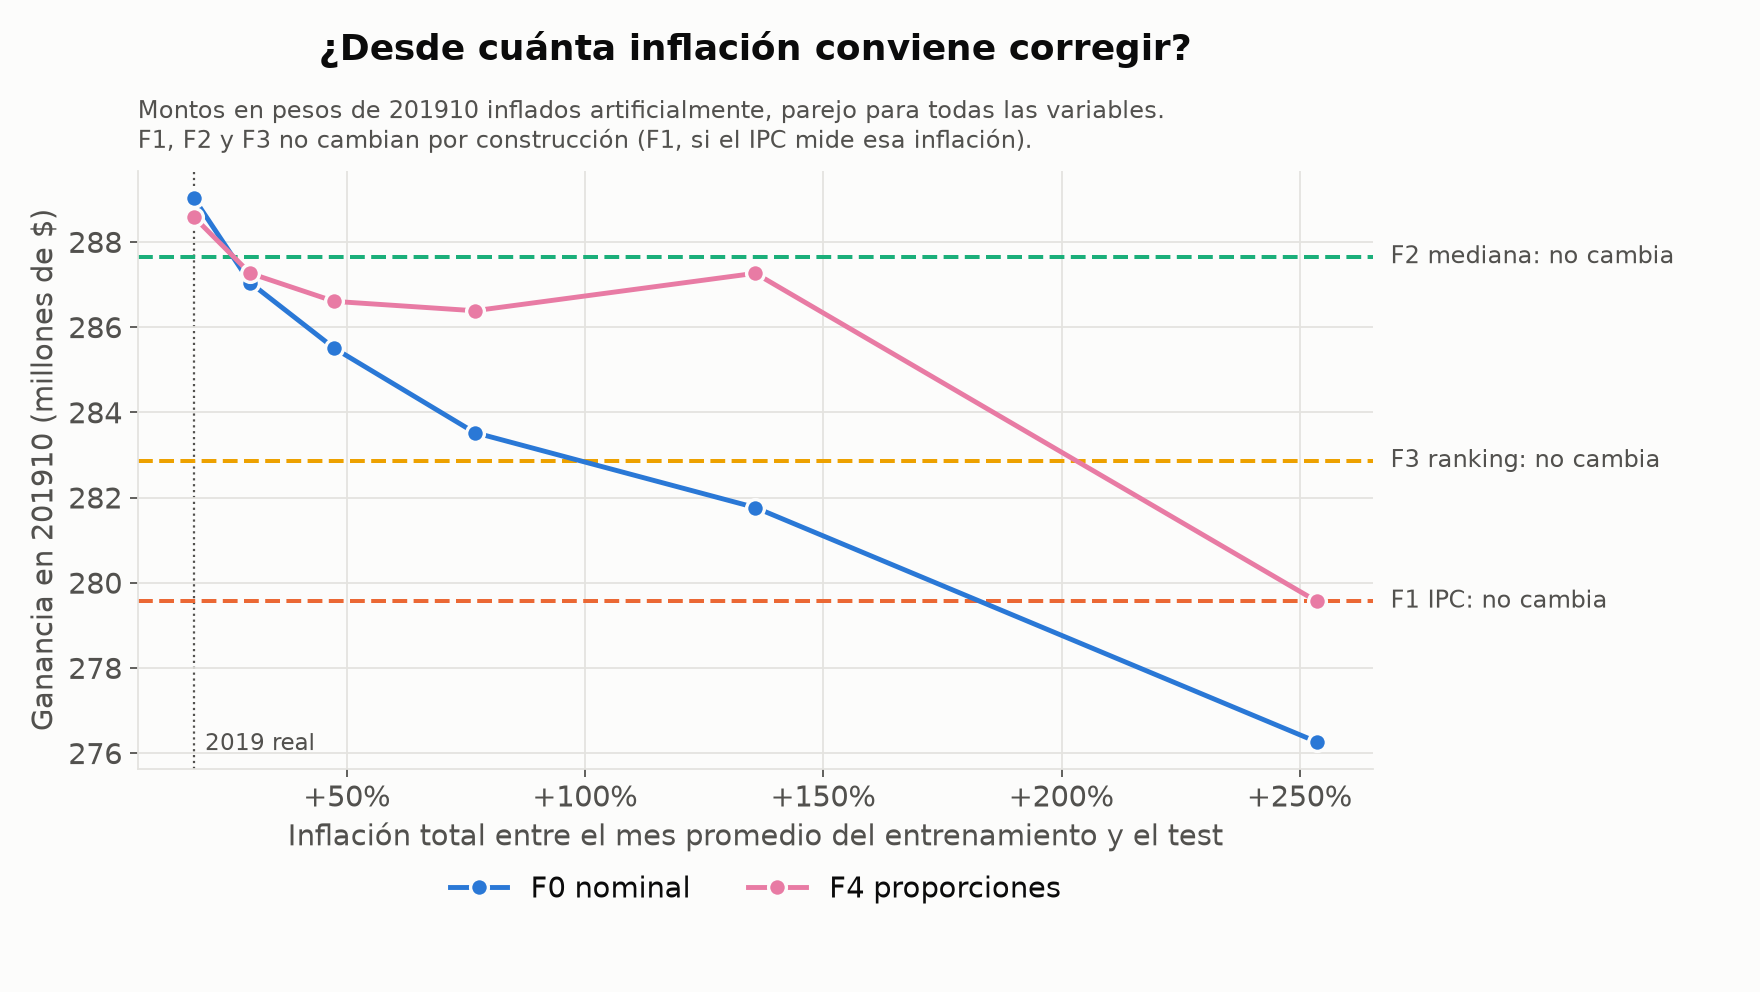 ¿Desde cuánta inflación conviene corregir?
Montos en pesos de 201910 inflados artificialmente, parejo para todas las variables.
F1, F2 y F3 no cambian por construcción (F1, si el IPC mide esa inflación).
Ganancia en 201910 (millones de $)
288
286
284
282
280
278
276
F2 mediana: no cambia
F3 ranking: no cambia
F1 IPC: no cambia
2019 real
+50%
+100%
+150%
+200%
+250%
Inflación total entre el mes promedio del entrenamiento y el test
F0 nominal
F4 proporciones